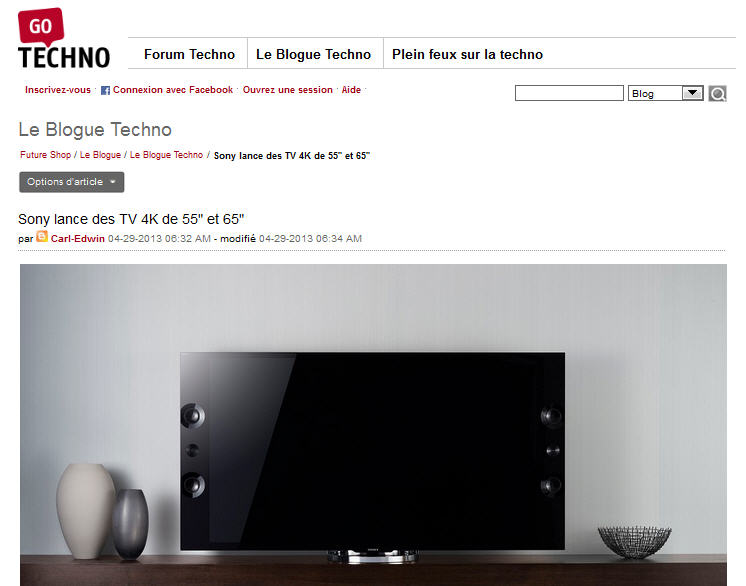 GO
TECHNO
Forum Techno Le Blogue Techno Plein feux sur la techno
Inscrivez-vous · Connexion avec Facebook · Ouvrez une session · Aide ·
Blog
Le Blogue Techno
Future Shop / Le Blogue / Le Blogue Techno / Sony lance des TV 4K de 55" et 65"
Options d'article
Sony lance des TV 4K de 55" et 65"
par Carl-Edwin 04-29-2013 06:32 AM - modifié 04-29-2013 06:34 AM
SONY